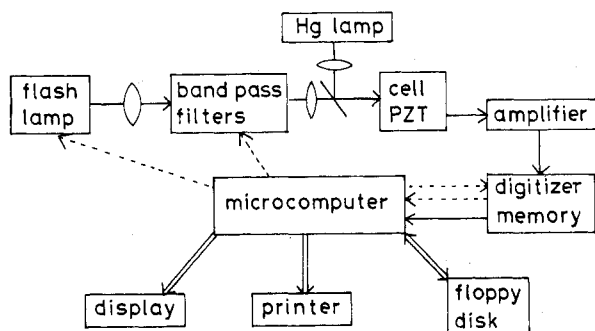 Hg lamp
flash
lamp
band pass
filters
cell
PZT
amplifier
microcomputer
digitizer
memory
display
printer
floppy
disk